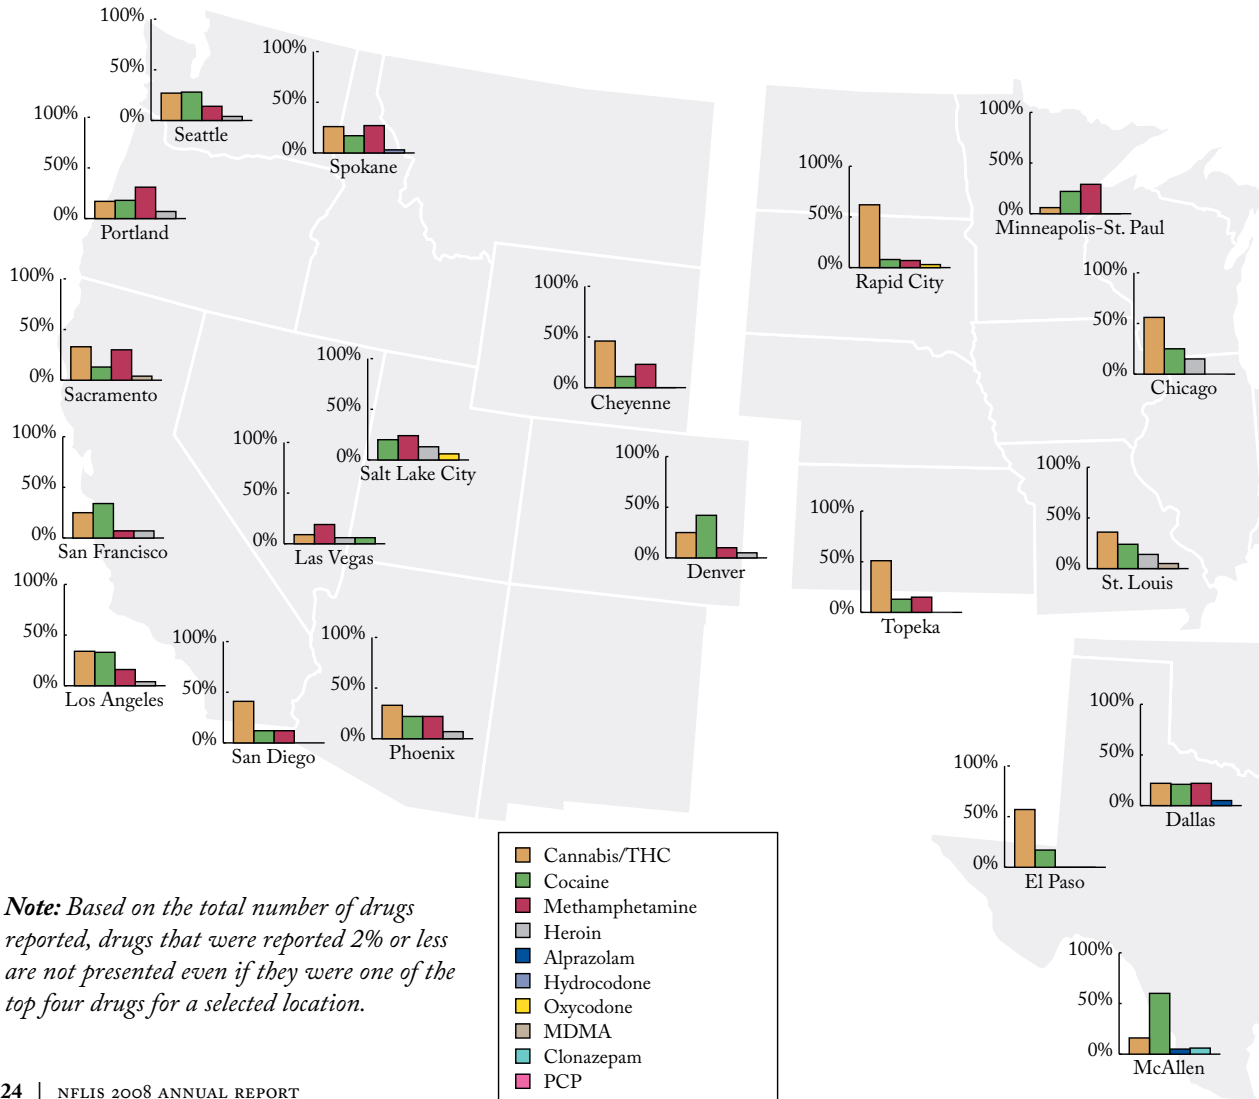 100%
50%
0%
Seattle
100%
50%
0%
Spokane
100%
50%
0%
Portland
100%
50%
0%
Sacramento
100%
50%
0%
Salt Lake City
100%
50%
0%
San Francisco
100%
50%
0%
Las Vegas
100%
50%
0%
Los Angeles
100%
50%
0%
San Diego
100%
50%
0%
Phoenix
100%
50%
0%
Cheyenne
100%
50%
0%
Denver
100%
50%
0%
Rapid City
100%
50%
0%
Minneapolis-St. Paul
100%
50%
0%
Chicago
100%
50%
0%
St. Louis
100%
50%
0%
Topeka
100%
50%
0%
Dallas
100%
50%
0%
El Paso
100%
50%
0%
McAllen
Cannabis/THC
Cocaine
Methamphetamine
Heroin
Alprazolam
Hydrocodone
Oxycodone
MDMA
Clonazepam
PCP
Note: Based on the total number of drugs
reported, drugs that were reported 2% or less
are not presented even if they were one of the
top four drugs for a selected location.
24 | NFLIS 2008 ANNUAL REPORT